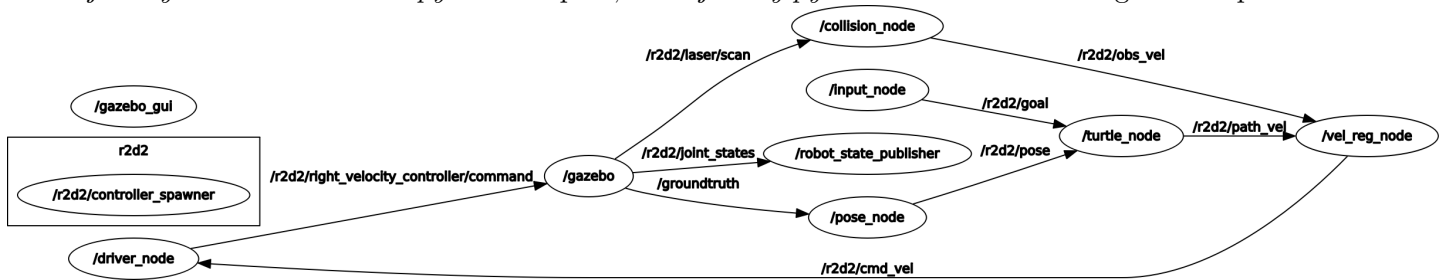 /collision_node
/r2d2/laser/scan
/r2d2/obs_vel
/gazebo_gui
/input_node
/r2d2/goal
r2d2
/r2d2/joint_states
/robot_state_publisher
/r2d2/pose
/turtle_node
/r2d2/path_vel
/vel_reg_node
/r2d2/controller_spawner
/r2d2/right_velocity_controller/command
/gazebo
/groundtruth
/pose_node
/driver_node
/r2d2/cmd_vel